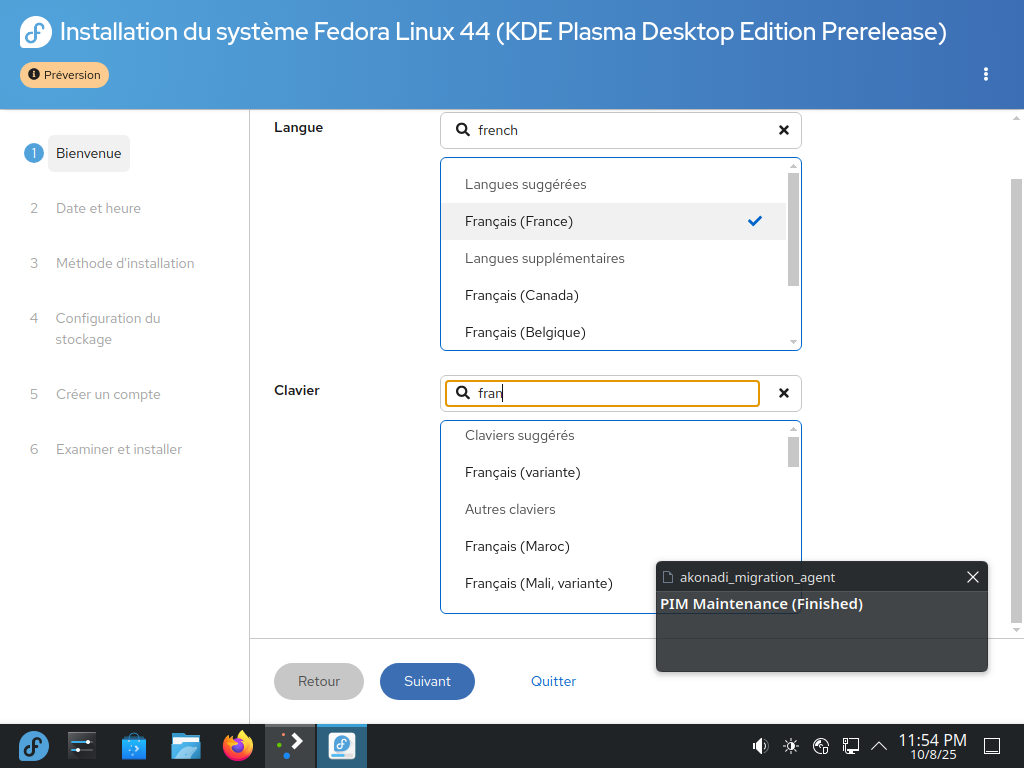 Installation du système Fedora Linux 44 (KDE Plasma Desktop Edition Prerelease)
Préversion
1 Bienvenue
2 Date et heure
3 Méthode d'installation
4 Configuration du
stockage
5 Créer un compte
6 Examiner et installer
Langue
french
Langues suggérées
Français (France)
Langues supplémentaires
Français (Canada)
Français (Belgique)
Clavier
fran
Claviers suggérés
Français (variante)
Autres claviers
Français (Maroc)
Français (Mali, variante)
akonadi_migration_agent
PIM Maintenance (Finished)
Retour
Suivant
Quitter
11:54 PM
10/8/25